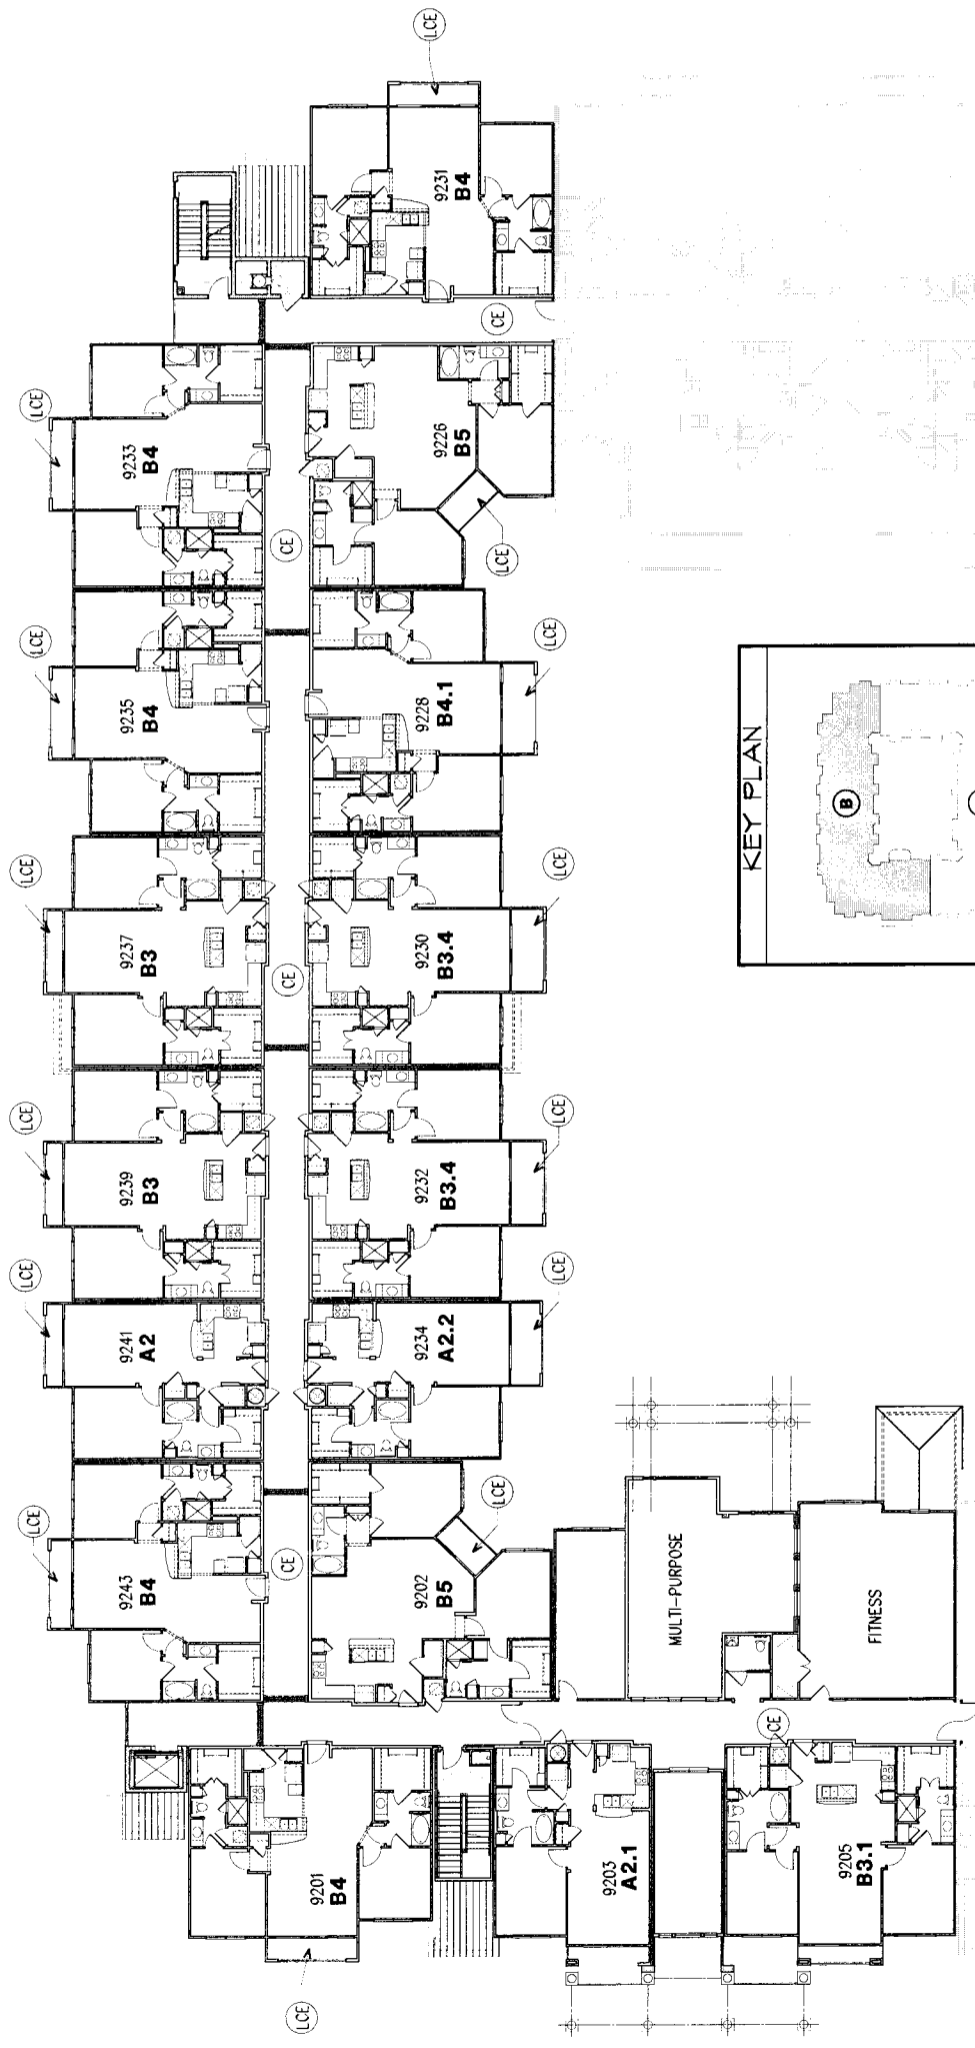 LCE
9231
B4
CE
LCE
9233
B4
9226
B5
CE
LCE
LCE
9235
B4
9228
B4.1
LCE
LCE
9237
B3
9230
B3.4
LCE
CE
LCE
9239
B3
9232
B3.4
LCE
LCE
9241
A2
9234
A2.2
LCE
LCE
9243
B4
CE
9202
B5
LCE
MULTI-PURPOSE
FITNESS
CE
9201
B4
LCE
9203
A2.1
9205
B3.1
KEY PLAN
B